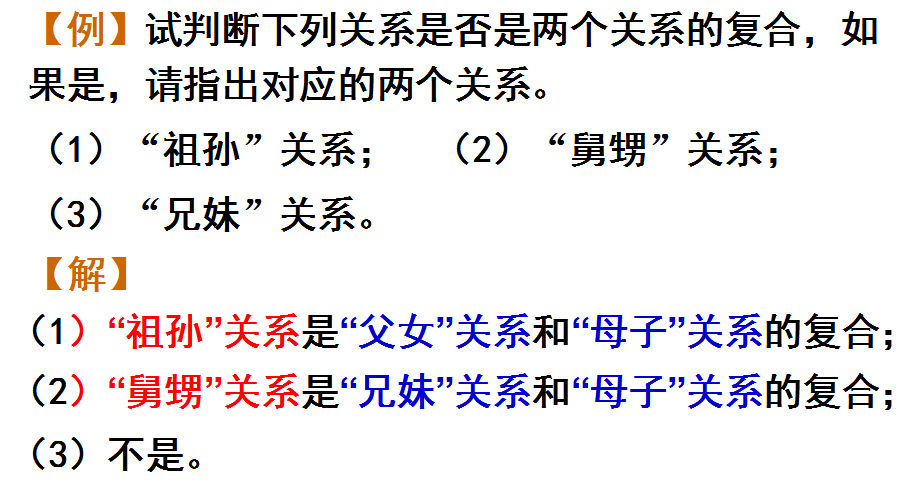 【例】试判断下列关系是否是两个关系的复合，如
果是，请指出对应的两个关系。
（1）“祖孙”关系； （2）“舅甥”关系；
（3）“兄妹”关系。
【解】
（1）“祖孙”关系是“父女”关系和“母子”关系的复合；
（2）“舅甥”关系是“兄妹”关系和“母子”关系的复合；
（3）不是。